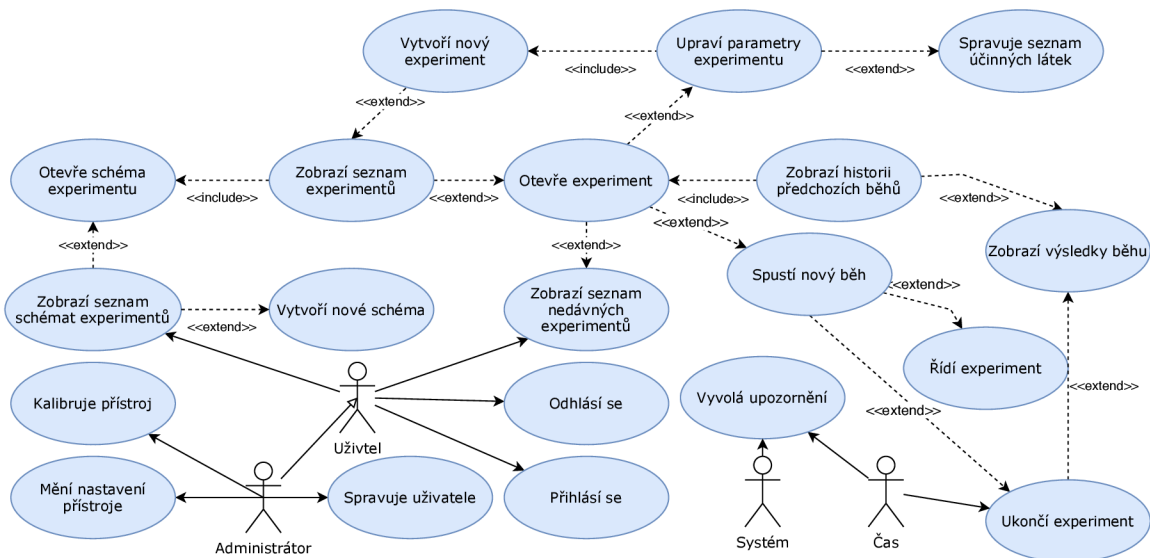 Vytvoří nový
experiment
Upraví parametry
experimentu
Spravuje seznam
účinných látek
<<include>>
<<extend>>
<<extend>>
<<extend>>
Otevře schéma
experimentu
Zobrazí seznam
experimentů
Otevře experiment
Zobrazí historii
předchozích běhů
<<include>>
<<extend>>
<<include>>
<<extend>>
<<extend>>
<<extend>>
<<extend>>
Zobrazí výsledky běhu
Zobrazí seznam
schémat experimentů
Vytvoří nové schéma
Zobrazí seznam
nedávných
experimentů
Spustí nový běh
<<extend>>
<<extend>>
Řídí experiment
Kalibruje přístroj
Uživtel
Odhlásí se
Vyvolá upozornění
<<extend>>
<<extend>>
Mění nastavení
přístroje
Spravuje uživatele
Přihlásí se
Administrátor
Systém
Čas
Ukončí experiment